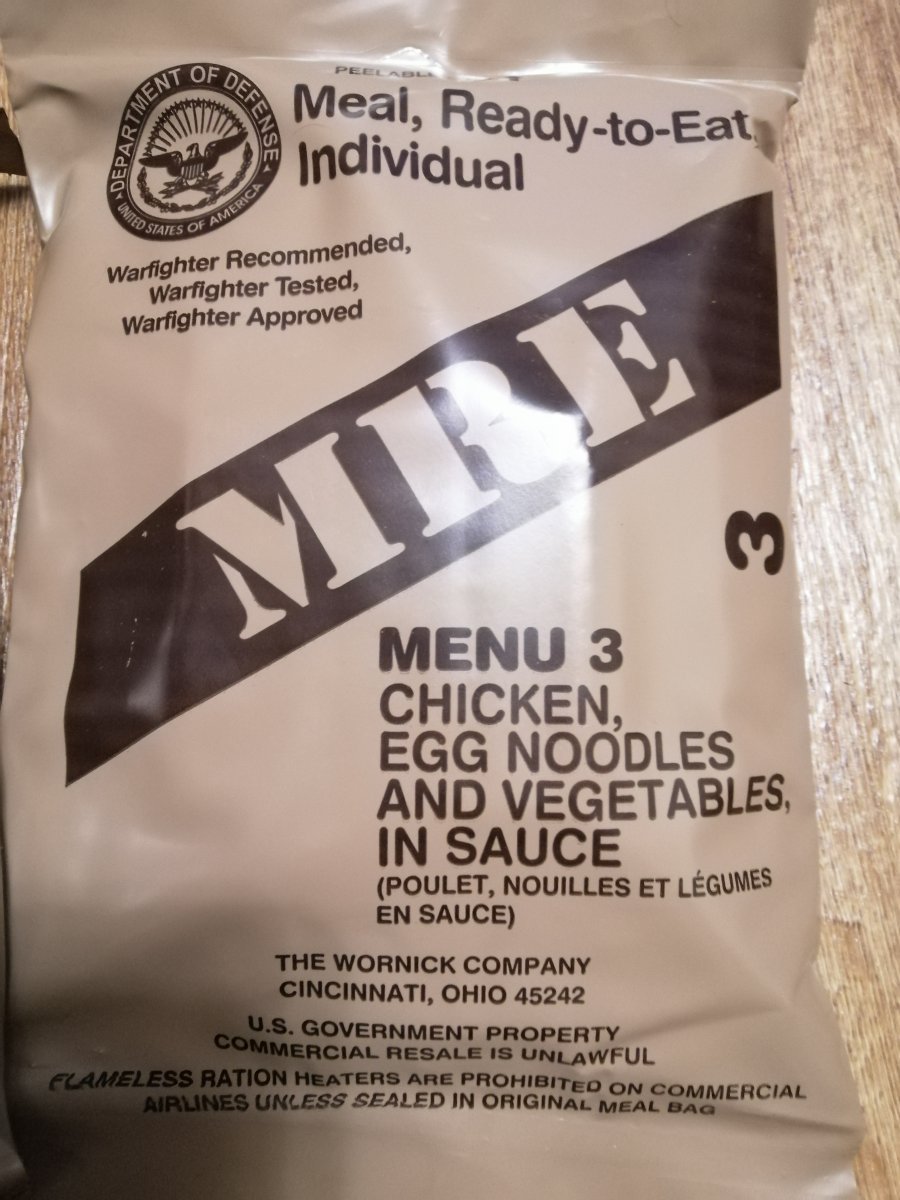 PEELABLE
DEPARTMENT OF DEFENSE
UNITED STATES OF AMERICA
Meal, Ready-to-Eat,
Individual
Warfighter Recommended,
Warfighter Tested,
Warfighter Approved
MRE
3
MENU 3
CHICKEN,
EGG NOODLES
AND VEGETABLES,
IN SAUCE
(POULET, NOUILLES ET LÉGUMES
EN SAUCE)
THE WORNICK COMPANY
CINCINNATI, OHIO 45242
U.S. GOVERNMENT PROPERTY
COMMERCIAL RESALE IS UNLAWFUL
FLAMELESS RATION HEATERS ARE PROHIBITED ON COMMERCIAL
AIRLINES UNLESS SEALED IN ORIGINAL MEAL BAG